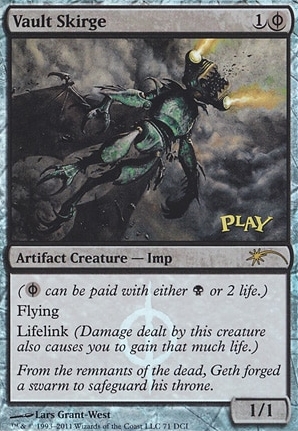 Vault Skirge 1
PLAY
Artifact Creature — Imp
( can be paid with either or 2 life.)
Flying
Lifelink (Damage dealt by this creature
also causes you to gain that much life.)
From the remnants of the dead, Geth forged
a swarm to safeguard his throne.
Lars Grant-West
™ & © 1993–2011 Wizards of the Coast LLC 71 DCI
1/1